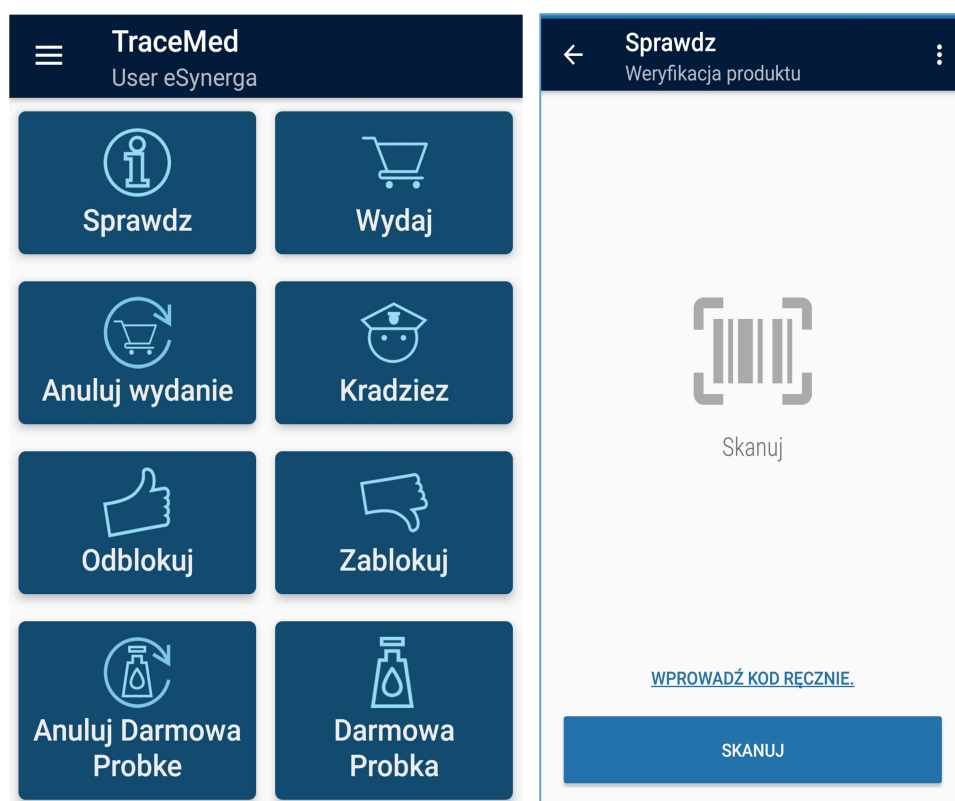 TraceMed
User eSynerga
Sprawdz
Wydaj
Anuluj wydanie
Kradziez
Odblokuj
Zablokuj
Anuluj Darmowa
Probke
Darmowa
Probka
Sprawdz
Weryfikacja produktu
Skanuj
WPROWADŹ KOD RĘCZNIE.
SKANUJ